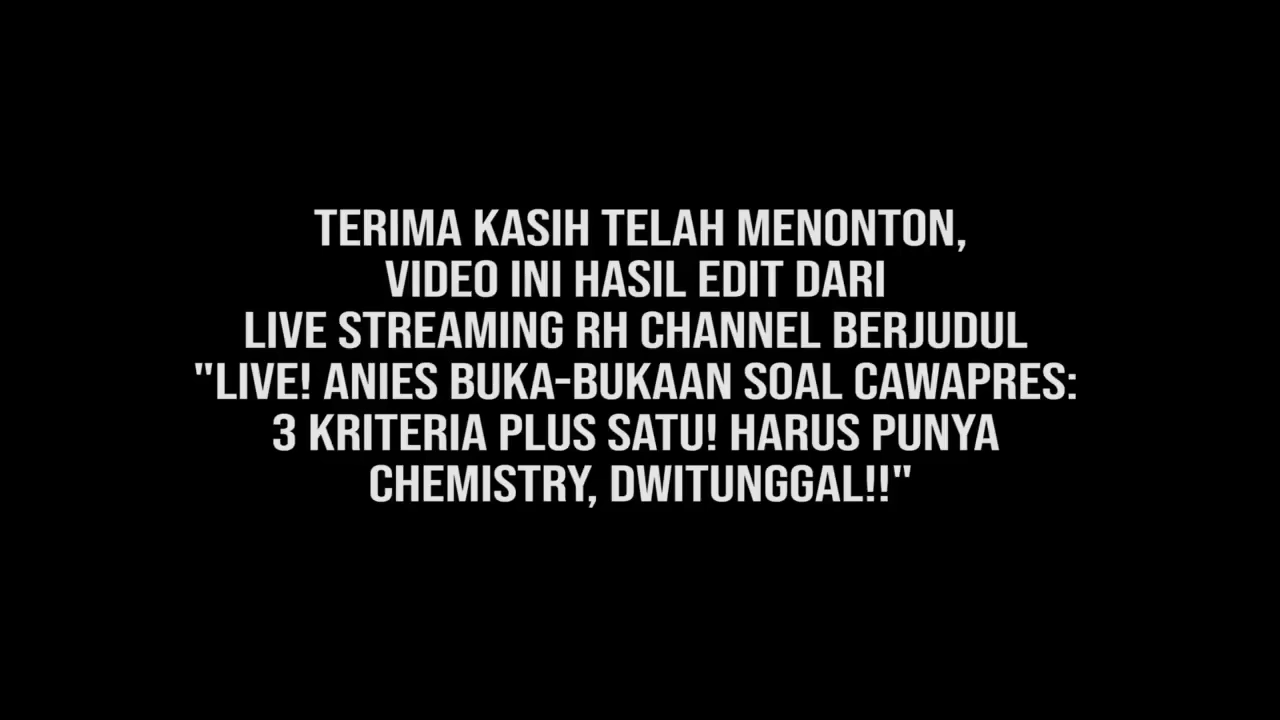 TERIMA KASIH TELAH MENONTON,
VIDEO INI HASIL EDIT DARI
LIVE STREAMING RH CHANNEL BERJUDUL
"LIVE! ANIES BUKA-BUKAAN SOAL CAWAPRES:
3 KRITERIA PLUS SATU! HARUS PUNYA
CHEMISTRY, DWITUNGGAL!!"